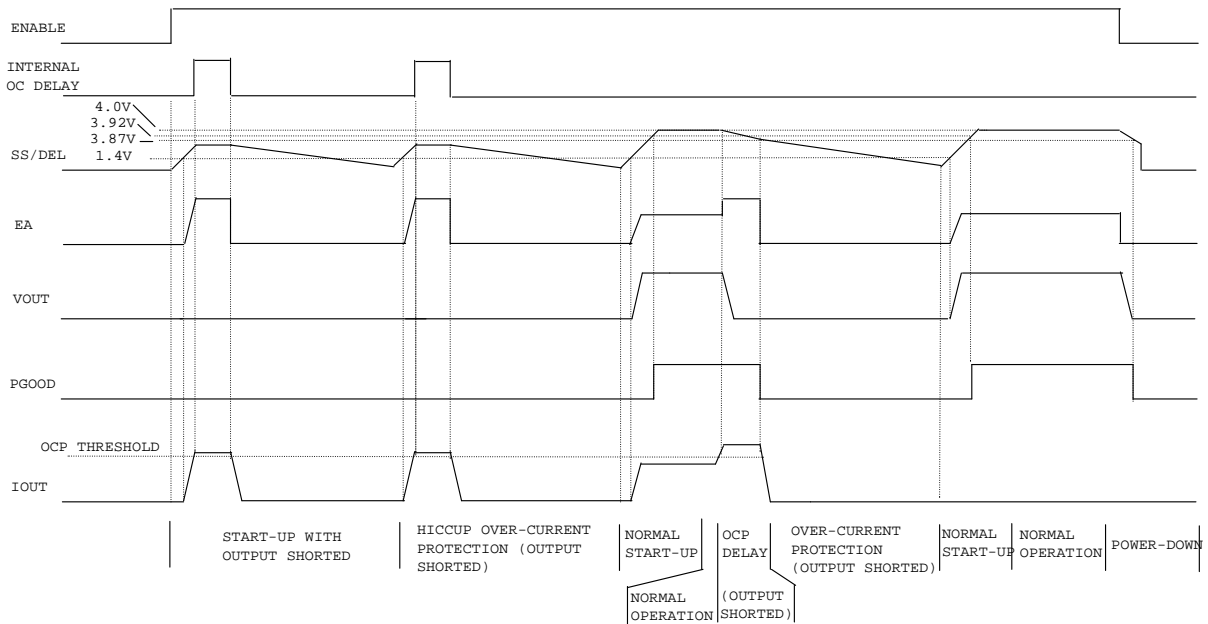 ENABLE
INTERNAL
OC DELAY
4.0V
3.92V
3.87V
SS/DEL
1.4V
EA
VOUT
PGOOD
OCP THRESHOLD
IOUT
START-UP WITH
OUTPUT SHORTED
HICCUP OVER-CURRENT
PROTECTION (OUTPUT
SHORTED)
NORMAL
START-UP
OCP
DELAY
OVER-CURRENT
PROTECTION
(OUTPUT SHORTED)
NORMAL
START-UP
NORMAL
OPERATION
POWER-DOWN
NORMAL
OPERATION
(OUTPUT
SHORTED)